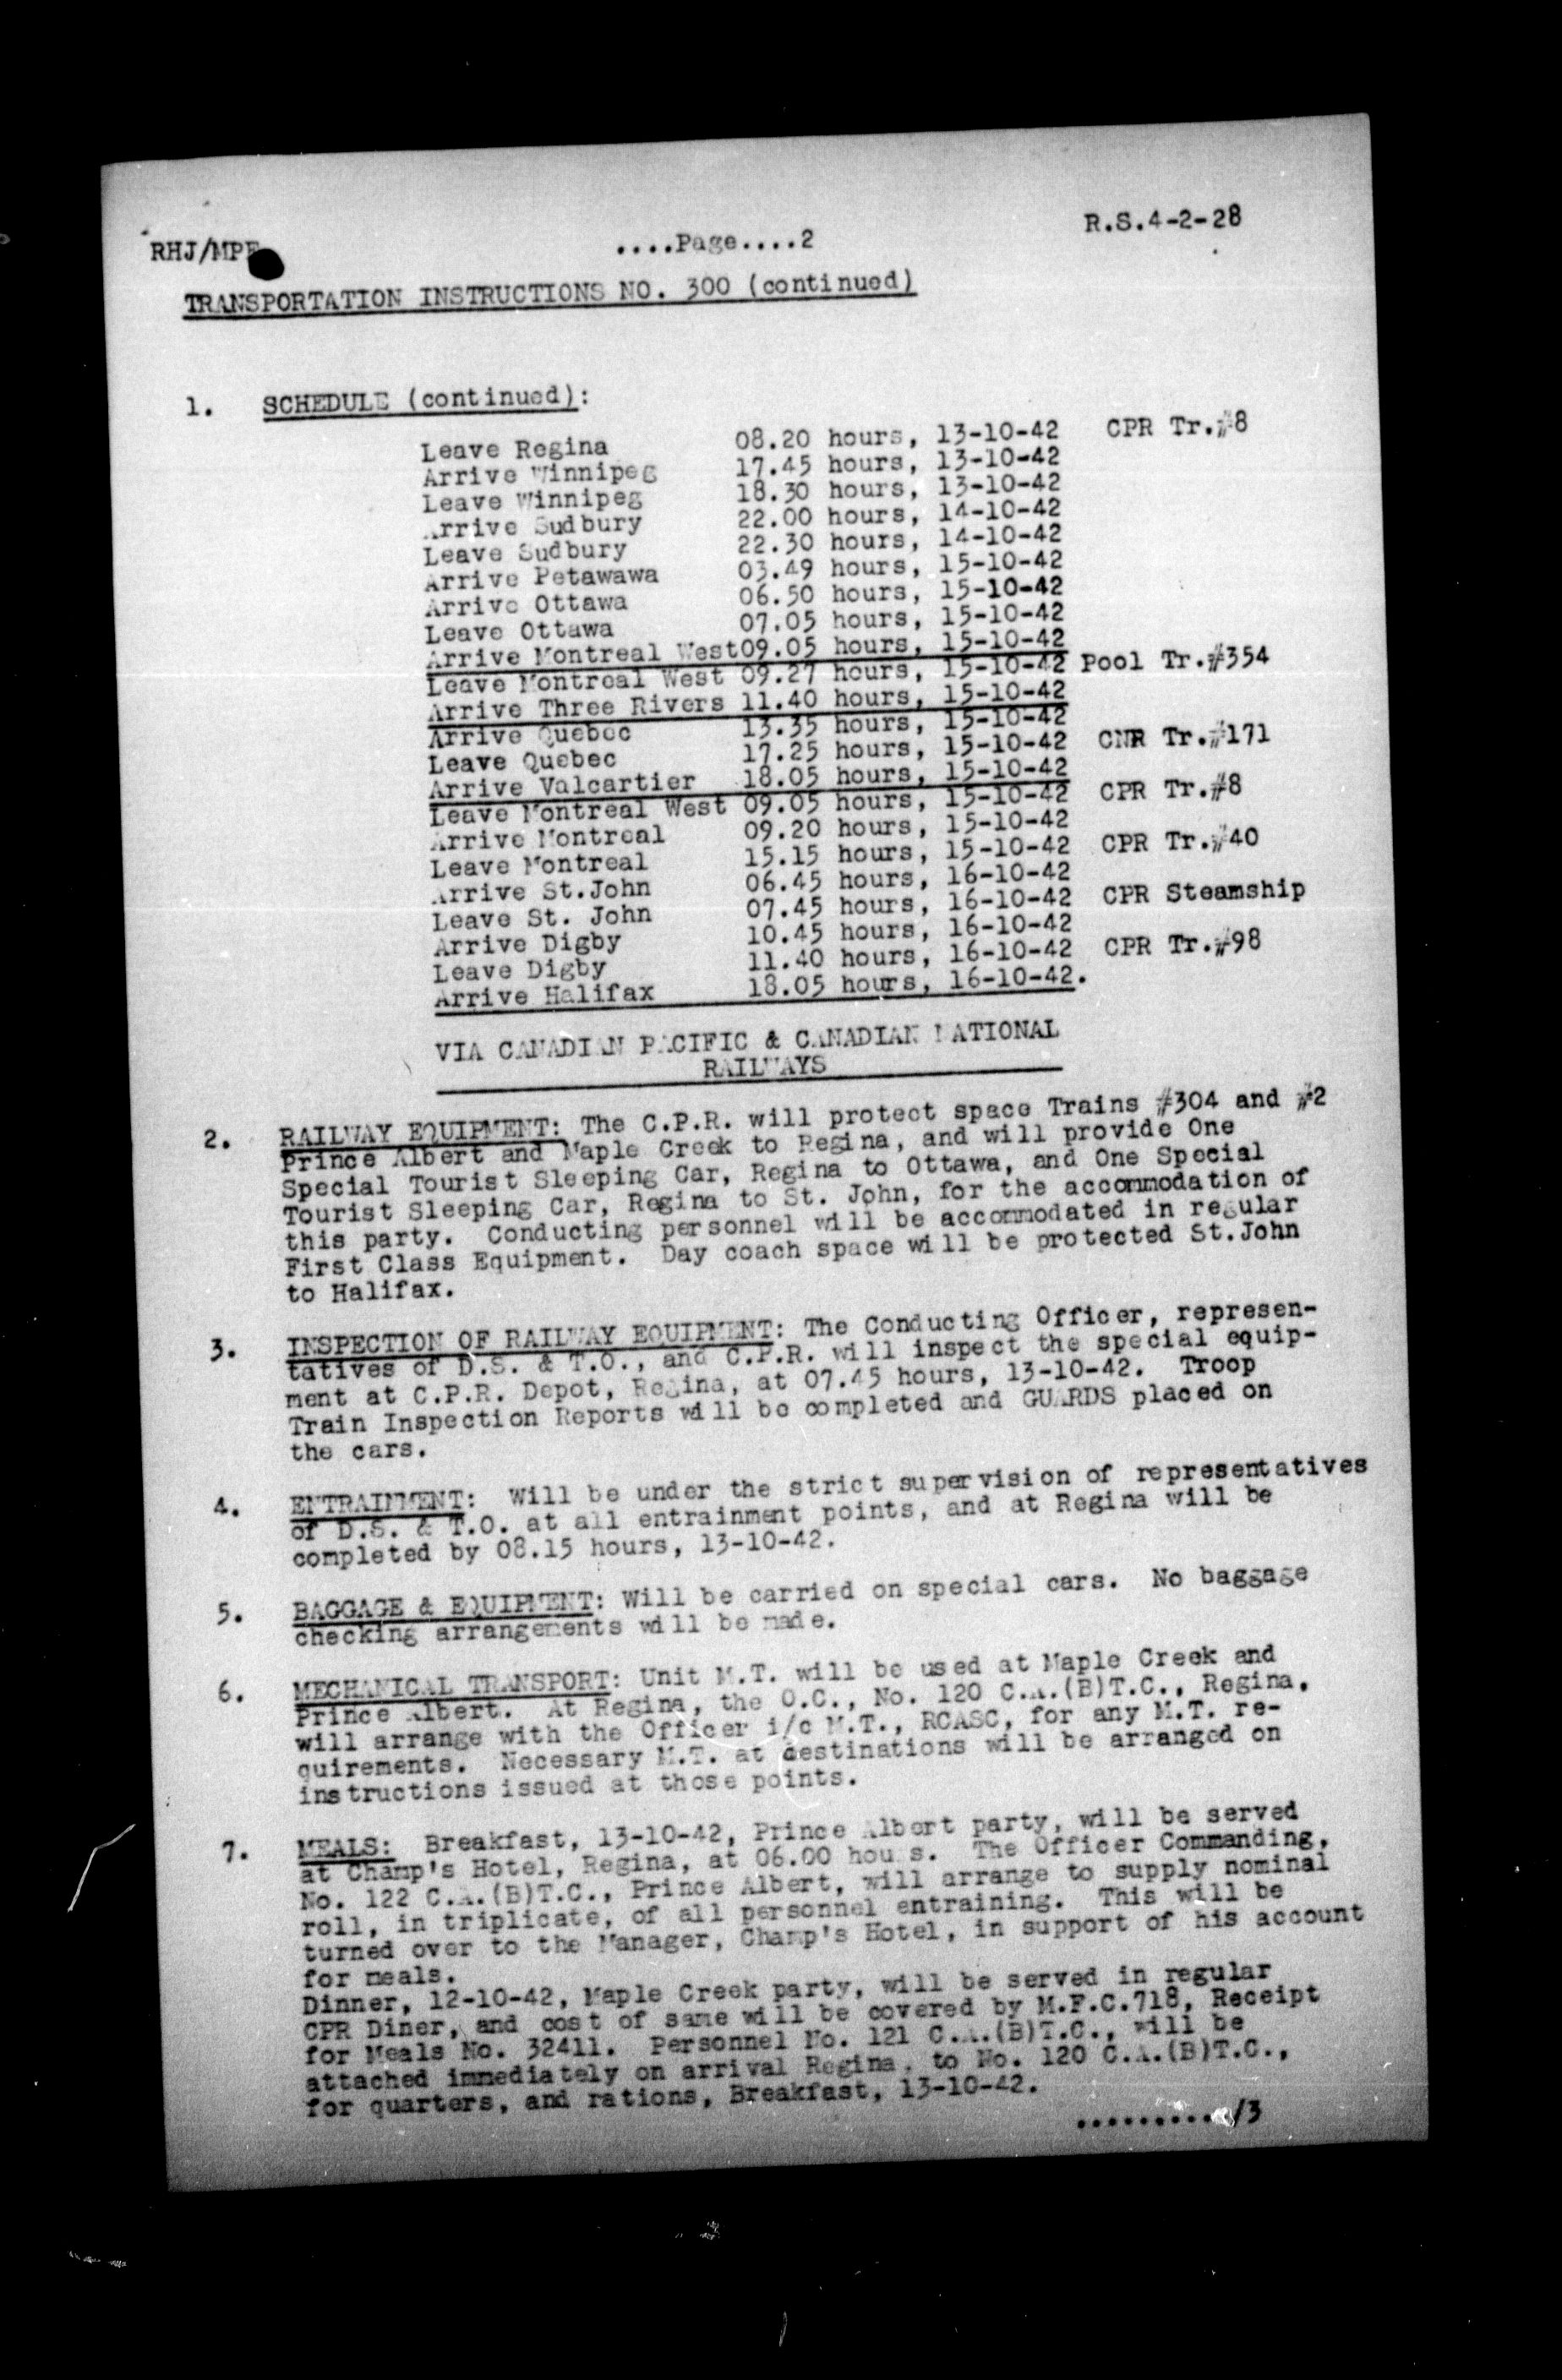 R.S.4-2-28
RHJ/MPF
....Page....2
TRANSPORTATION INSTRUCTIONS NO. 300 (continued)
1. SCHEDULE (continued):
Leave Regina 08.20 hours, 13-10-42 CPR Tr.#8
Arrive Winnipeg 17.45 hours, 13-10-42
Leave Winnipeg 18.30 hours, 13-10-42
Arrive Sudbury 22.00 hours, 14-10-42
Leave Sudbury 22.30 hours, 14-10-42
Arrive Petawawa 03.49 hours, 15-10-42
Arrive Ottawa 06.50 hours, 15-10-42
Leave Ottawa 07.05 hours, 15-10-42
Arrive Montreal West 09.05 hours, 15-10-42
Leave Montreal West 09.27 hours, 15-10-42 Pool Tr.#354
Arrive Three Rivers 11.40 hours, 15-10-42
Arrive Quebec 13.35 hours, 15-10-42
Leave Quebec 17.25 hours, 15-10-42 CNR Tr.#171
Arrive Valcartier 18.05 hours, 15-10-42
Leave Montreal West 09.05 hours, 15-10-42 CPR Tr.#8
Arrive Montreal 09.20 hours, 15-10-42
Leave Montreal 15.15 hours, 15-10-42 CPR Tr.#40
Arrive St.John 06.45 hours, 16-10-42
Leave St. John 07.45 hours, 16-10-42 CPR Steamship
Arrive Digby 10.45 hours, 16-10-42
Leave Digby 11.40 hours, 16-10-42 CPR Tr.#98
Arrive Halifax 18.05 hours, 16-10-42.
VIA CANADIAN PACIFIC & CANADIAN NATIONAL
RAILWAYS
2. RAILWAY EQUIPMENT: The C.P.R. will protect space Trains #304 and #2
Prince Albert and Maple Creek to Regina, and will provide One
Special Tourist Sleeping Car, Regina to Ottawa, and One Special
Tourist Sleeping Car, Regina to St. John, for the accommodation of
this party. Conducting personnel will be accommodated in regular
First Class Equipment. Day coach space will be protected St.John
to Halifax.
3. INSPECTION OF RAILWAY EQUIPMENT: The Conducting Officer, represen-
tatives of D.S. & T.O., and C.P.R. will inspect the special equip-
ment at C.P.R. Depot, Regina, at 07.45 hours, 13-10-42. Troop
Train Inspection Reports will be completed and GUARDS placed on
the cars.
4. ENTRAINMENT: Will be under the strict supervision of representatives
of D.S. & T.O. at all entrainment points, and at Regina will be
completed by 08.15 hours, 13-10-42.
5. BAGGAGE & EQUIPMENT: Will be carried on special cars. No baggage
checking arrangements will be made.
6. MECHANICAL TRANSPORT: Unit M.T. will be used at Maple Creek and
Prince Albert. At Regina, the O.C., No. 120 C.A.(B)T.C., Regina,
will arrange with the Officer i/c M.T., RCASC, for any M.T. re-
quirements. Necessary M.T. at destinations will be arranged on
instructions issued at those points.
7. MEALS: Breakfast, 13-10-42, Prince Albert party, will be served
at Champ's Hotel, Regina, at 06.00 hours. The Officer Commanding,
No. 122 C.A.(B)T.C., Prince Albert, will arrange to supply nominal
roll, in triplicate, of all personnel entraining. This will be
turned over to the Manager, Champ's Hotel, in support of his account
for meals.
Dinner, 12-10-42, Maple Creek party, will be served in regular
CPR Diner, and cost of same will be covered by M.F.C.718, Receipt
for Meals No. 32411. Personnel No. 121 C.A.(B)T.C., will be
attached immediately on arrival Regina, to No. 120 C.A.(B)T.C.,
for quarters, and rations, Breakfast, 13-10-42.
........../3